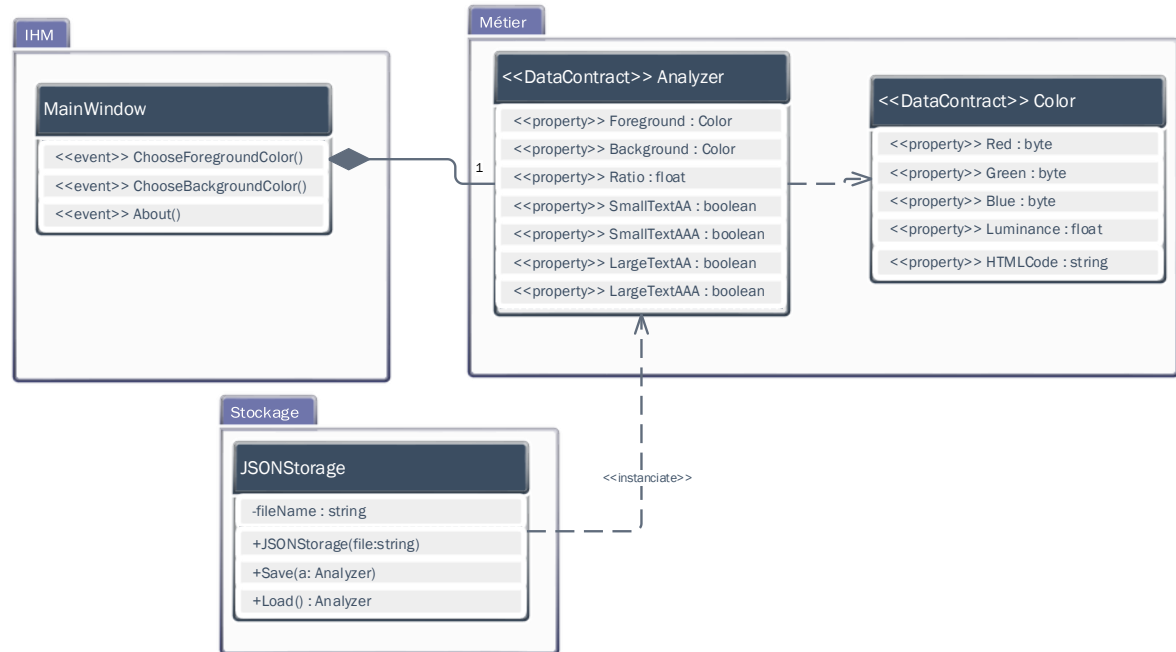 IHM
MainWindow
<<event>> ChooseForegroundColor()
<<event>> ChooseBackgroundColor()
<<event>> About()
1
Métier
<<DataContract>> Analyzer
<<property>> Foreground : Color
<<property>> Background : Color
<<property>> Ratio : float
<<property>> SmallTextAA : boolean
<<property>> SmallTextAAA : boolean
<<property>> LargeTextAA : boolean
<<property>> LargeTextAAA : boolean
<<DataContract>> Color
<<property>> Red : byte
<<property>> Green : byte
<<property>> Blue : byte
<<property>> Luminance : float
<<property>> HTMLCode : string
Stockage
JSONStorage
-fileName : string
+JSONStorage(file:string)
+Save(a: Analyzer)
+Load() : Analyzer
<<instanciate>>